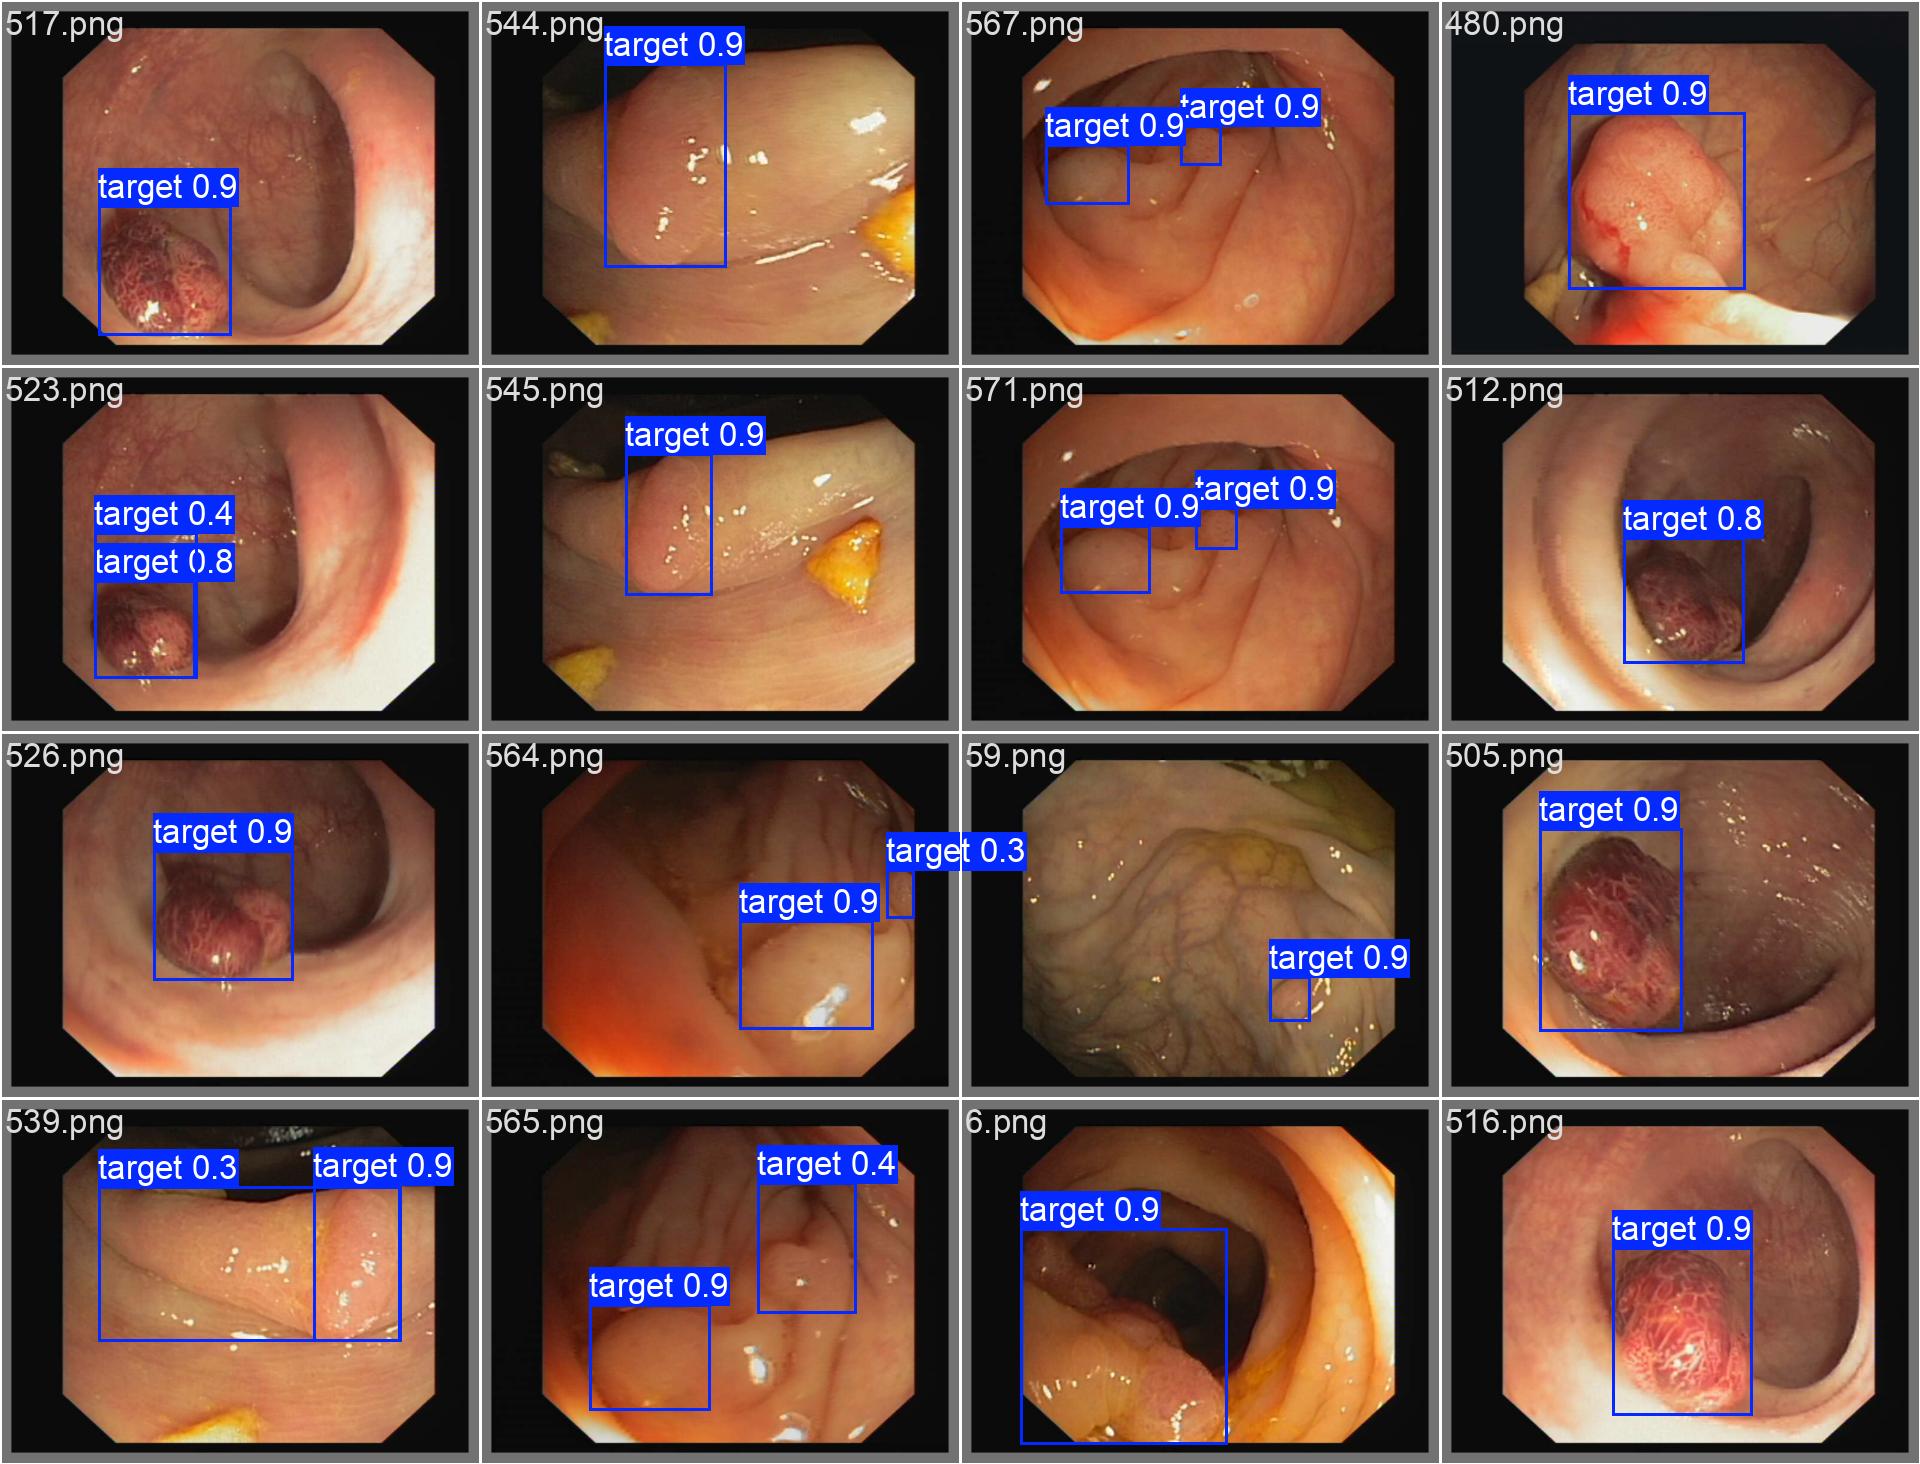 517.png
target 0.9
544.png
target 0.9
567.png
target 0.9
target 0.9
480.png
target 0.9
523.png
target 0.4
target 0.8
545.png
target 0.9
571.png
target 0.9
target 0.9
512.png
target 0.8
526.png
target 0.9
564.png
target 0.3
target 0.9
59.png
target 0.9
505.png
target 0.9
539.png
target 0.3
target 0.9
565.png
target 0.4
target 0.9
6.png
target 0.9
516.png
target 0.9